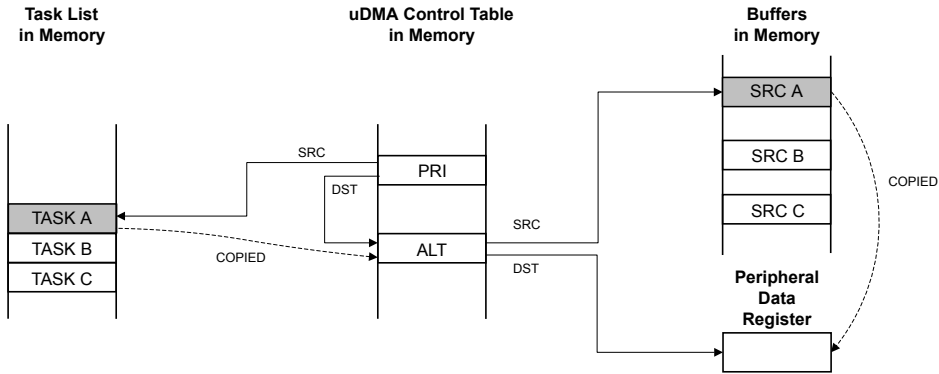 Task List
in Memory
uDMA Control Table
in Memory
Buffers
in Memory
SRC A
SRC
PRI
SRC B
COPIED
DST
TASK A
SRC C
SRC
TASK B
ALT
COPIED
DST
TASK C
Peripheral
Data
Register